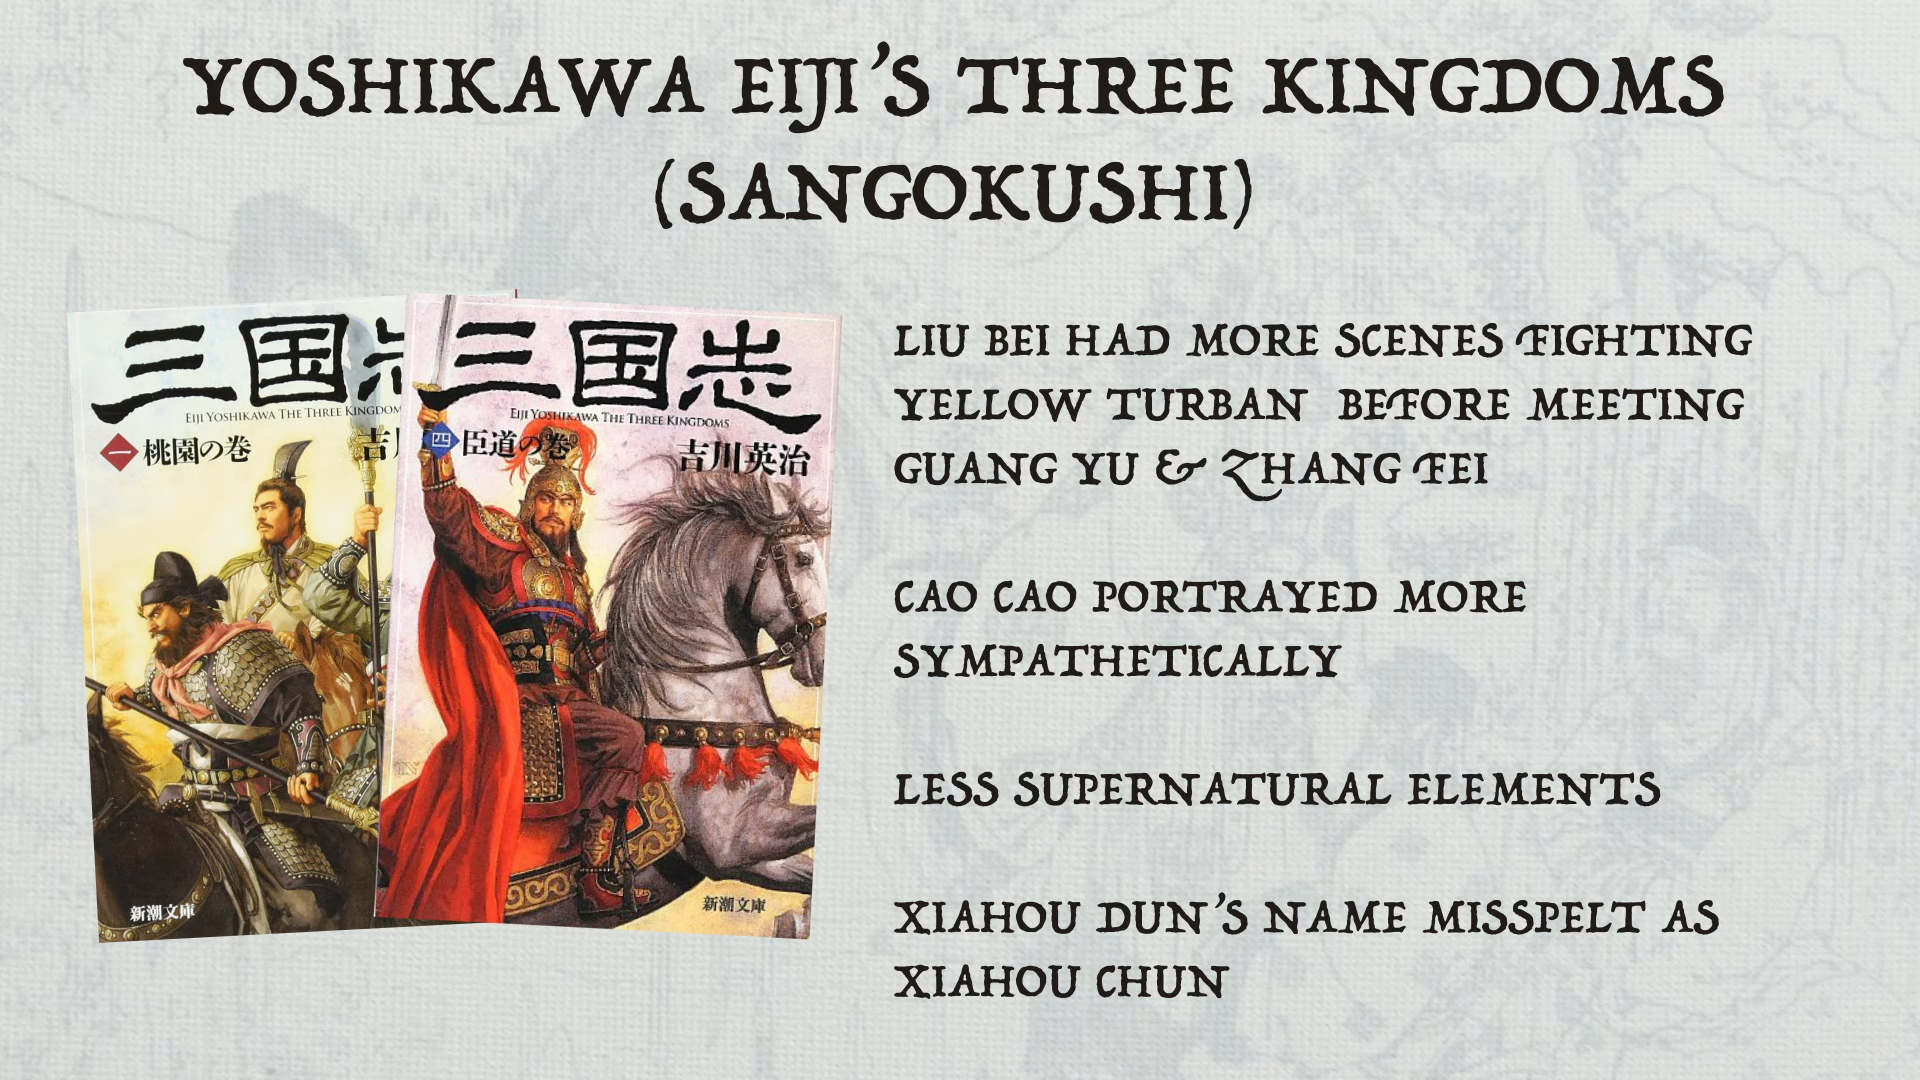 YOSHIKAWA EIJI'S THREE KINGDOMS
(SANGOKUSHI)
三国志
EIJI YOSHIKAWA THE THREE KINGDOM
一 桃園の巻
吉川
新潮文庫
三国志
EIJI YOSHIKAWA THE THREE KINGDOMS
四 臣道の巻
吉川英治
新潮文庫
LIU BEI HAD MORE SCENES FIGHTING
YELLOW TURBAN BEFORE MEETING
GUANG YU & ZHANG FEI
CAO CAO PORTRAYED MORE
SYMPATHETICALLY
LESS SUPERNATURAL ELEMENTS
XIAHOU DUN'S NAME MISSPELT AS
XIAHOU CHUN